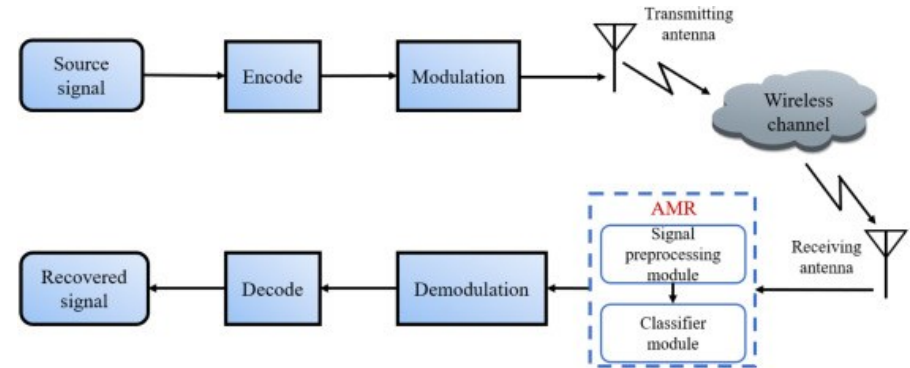 Source
signal
Encode
Modulation
Transmitting
antenna
Wireless
channel
Receiving
antenna
AMR
Signal
preprocessing
module
Classifier
module
Demodulation
Decode
Recovered
signal